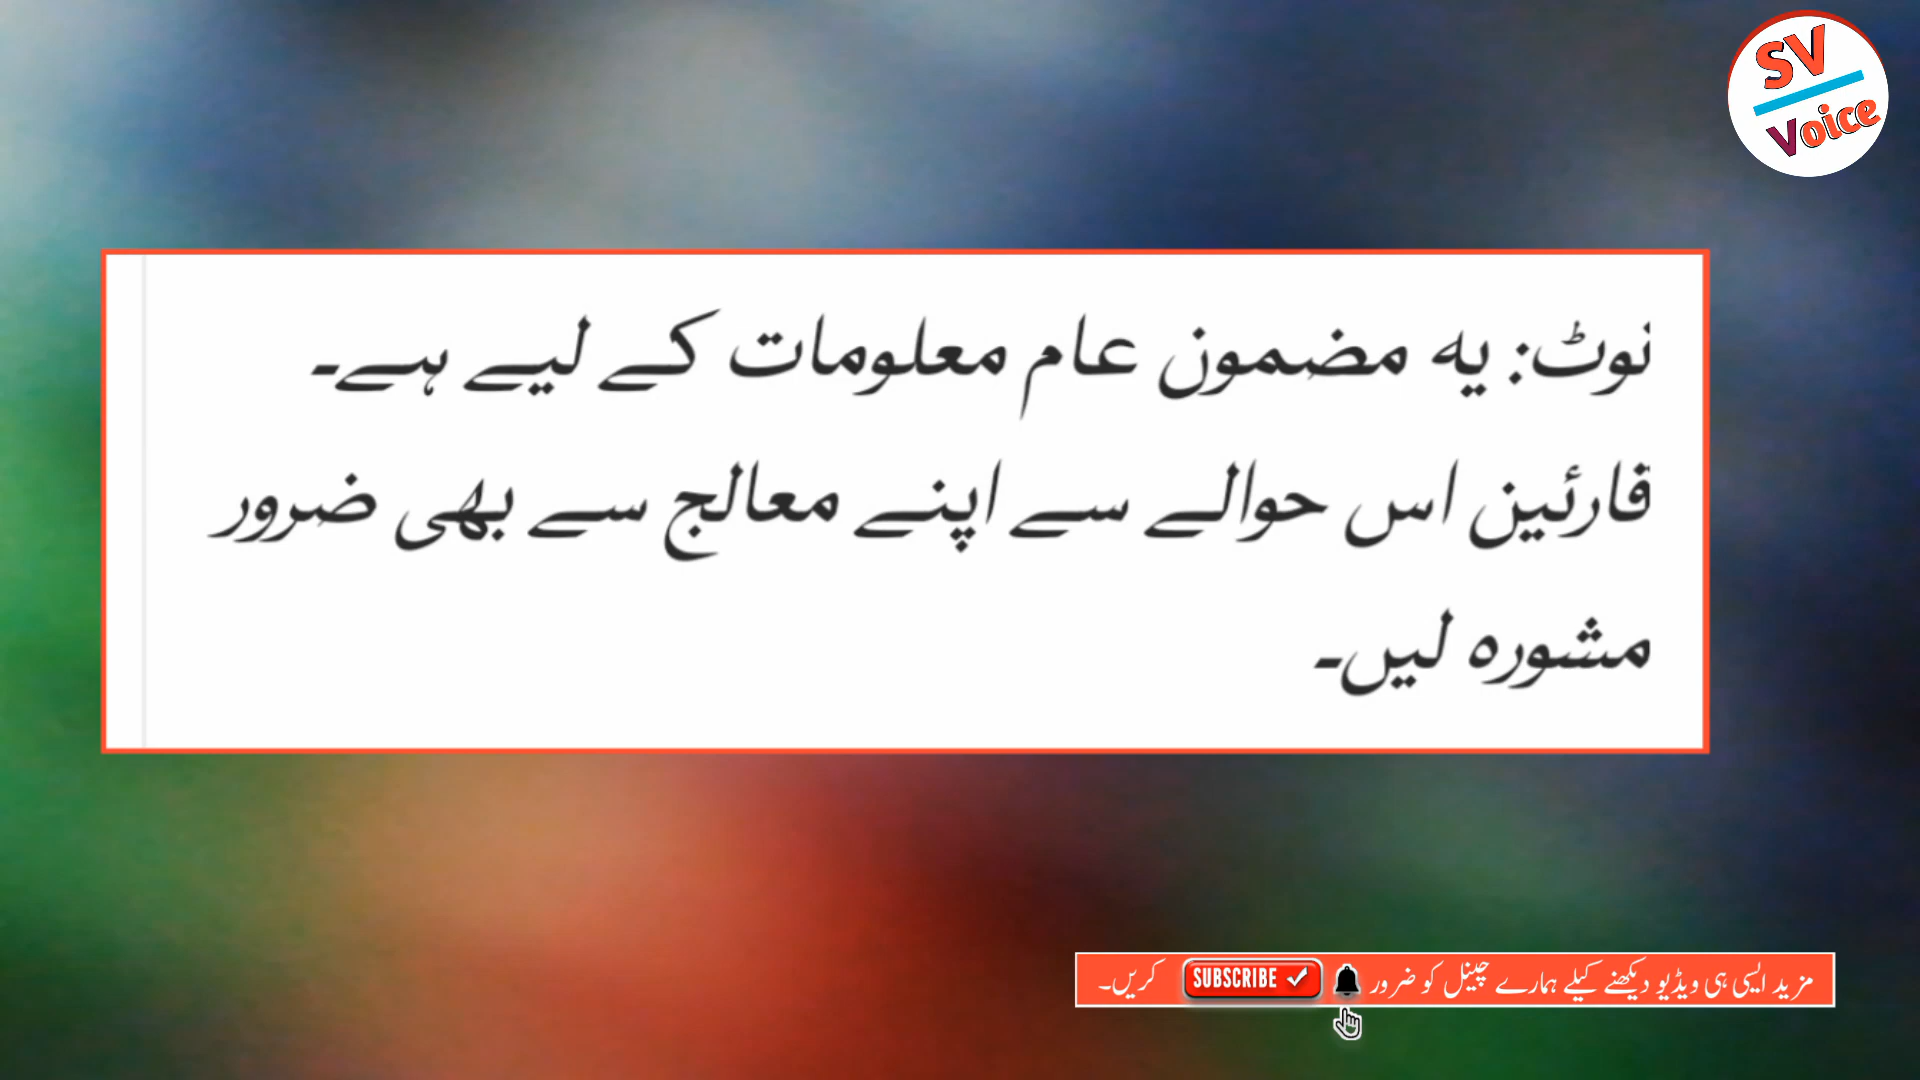 SV
Voice
نوٹ: یہ مضمون عام معلومات کے لیے ہے۔
قارئین اس حوالے سے اپنے معالج سے بھی ضرور
مشورہ لیں۔
مزید ایسی ہی ویڈیو دیکھنے کیلے ہمارے چینل کو ضرور SUBSCRIBE کریں۔